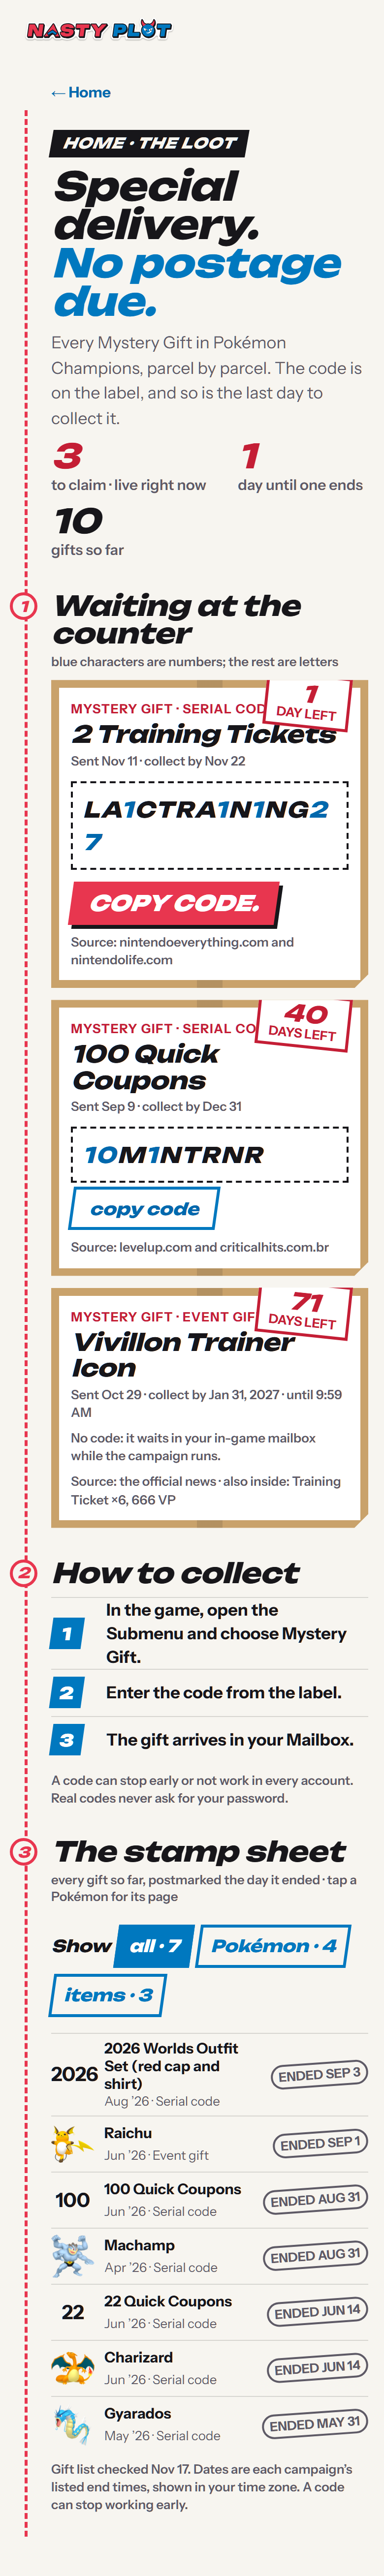 NASTY PLOT
← Home
HOME · THE LOOT
Special
delivery.
No postage
due.
Every Mystery Gift in Pokémon
Champions, parcel by parcel. The code is
on the label, and so is the last day to
collect it.
3
to claim · live right now
1
day until one ends
10
gifts so far
1
Waiting at the
counter
blue characters are numbers; the rest are letters
MYSTERY GIFT · SERIAL COD
1
DAY LEFT
2 Training Tickets
Sent Nov 11 · collect by Nov 22
LA1CTRA1N1NG2
7
COPY CODE.
Source: nintendoeverything.com and
nintendolife.com
MYSTERY GIFT · SERIAL CO
40
DAYS LEFT
100 Quick
Coupons
Sent Sep 9 · collect by Dec 31
10M1NTRNR
copy code
Source: levelup.com and criticalhits.com.br
MYSTERY GIFT · EVENT GIF
71
DAYS LEFT
Vivillon Trainer
Icon
Sent Oct 29 · collect by Jan 31, 2027 · until 9:59
AM
No code: it waits in your in-game mailbox
while the campaign runs.
Source: the official news · also inside: Training
Ticket ×6, 666 VP
2
How to collect
1
In the game, open the
Submenu and choose Mystery
Gift.
2
Enter the code from the label.
3
The gift arrives in your Mailbox.
A code can stop early or not work in every account.
Real codes never ask for your password.
3
The stamp sheet
every gift so far, postmarked the day it ended · tap a
Pokémon for its page
Show
all · 7
Pokémon · 4
items · 3
2026
2026 Worlds Outfit
Set (red cap and
shirt)
Aug ’26 · Serial code
ENDED SEP 3
Raichu
Jun ’26 · Event gift
ENDED SEP 1
100
100 Quick Coupons
Jun ’26 · Serial code
ENDED AUG 31
Machamp
Apr ’26 · Serial code
ENDED AUG 31
22
22 Quick Coupons
Jun ’26 · Serial code
ENDED JUN 14
Charizard
Jun ’26 · Serial code
ENDED JUN 14
Gyarados
May ’26 · Serial code
ENDED MAY 31
Gift list checked Nov 17. Dates are each campaign’s
listed end times, shown in your time zone. A code
can stop working early.